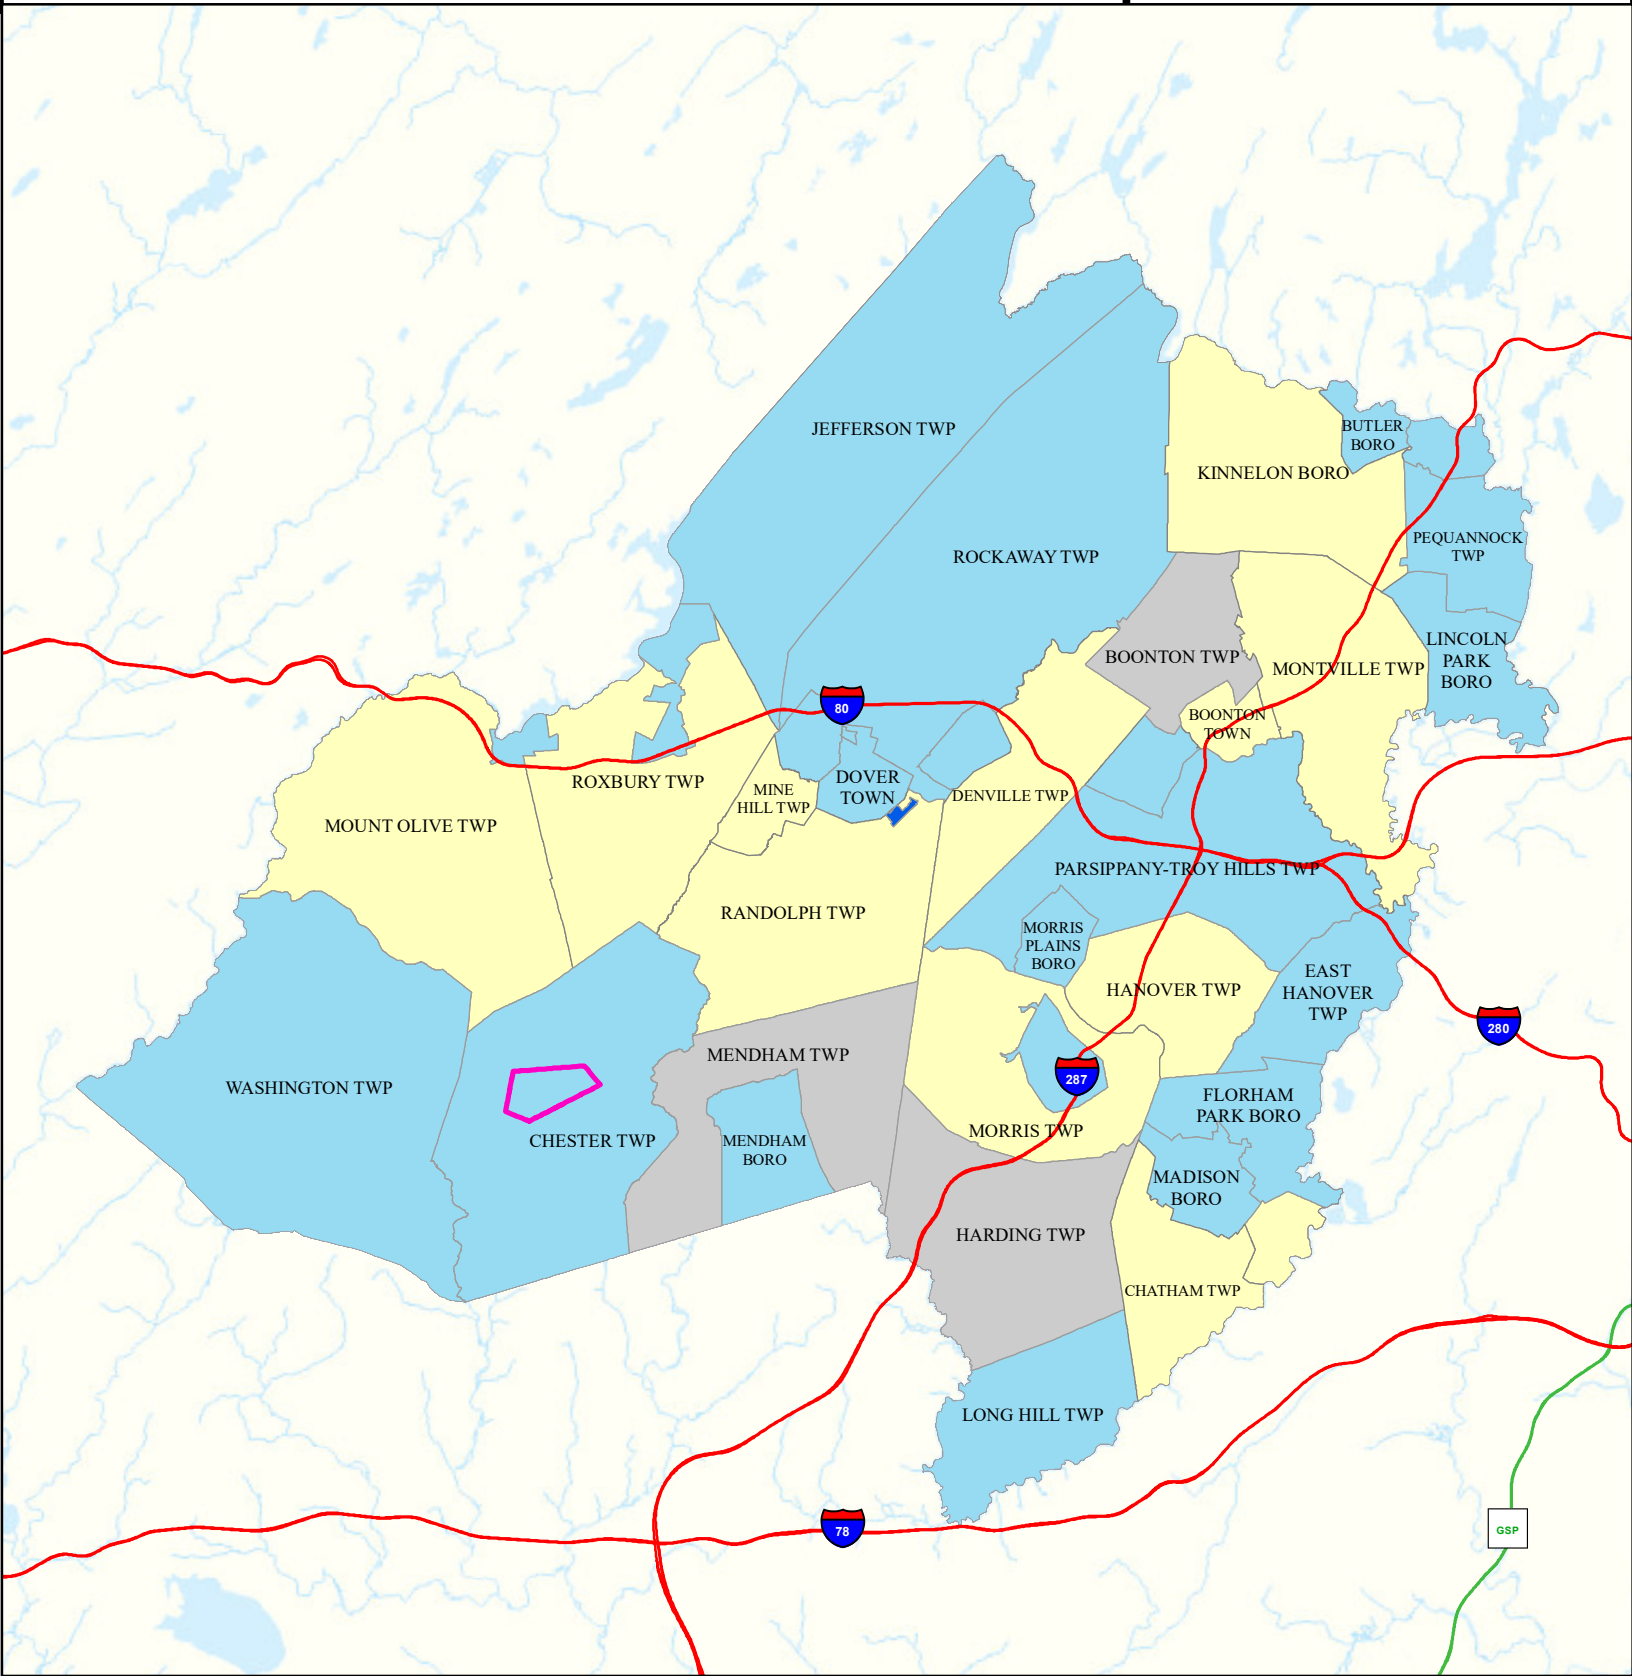 JEFFERSON TWP
BUTLER
BORO
KINNELON BORO
PEQUANNOCK
TWP
ROCKAWAY TWP
LINCOLN
PARK
BORO
BOONTON TWP
MONTVILLE TWP
80
BOONTON
TOWN
ROXBURY TWP
DOVER
TOWN
MINE
HILL TWP
DENVILLE TWP
MOUNT OLIVE TWP
PARSIPPANY-TROY HILLS TWP
RANDOLPH TWP
MORRIS
PLAINS
BORO
EAST
HANOVER
TWP
HANOVER TWP
280
MENDHAM TWP
287
WASHINGTON TWP
FLORHAM
PARK BORO
MORRIS TWP
CHESTER TWP
MENDHAM
BORO
MADISON
BORO
HARDING TWP
CHATHAM TWP
LONG HILL TWP
78
GSP